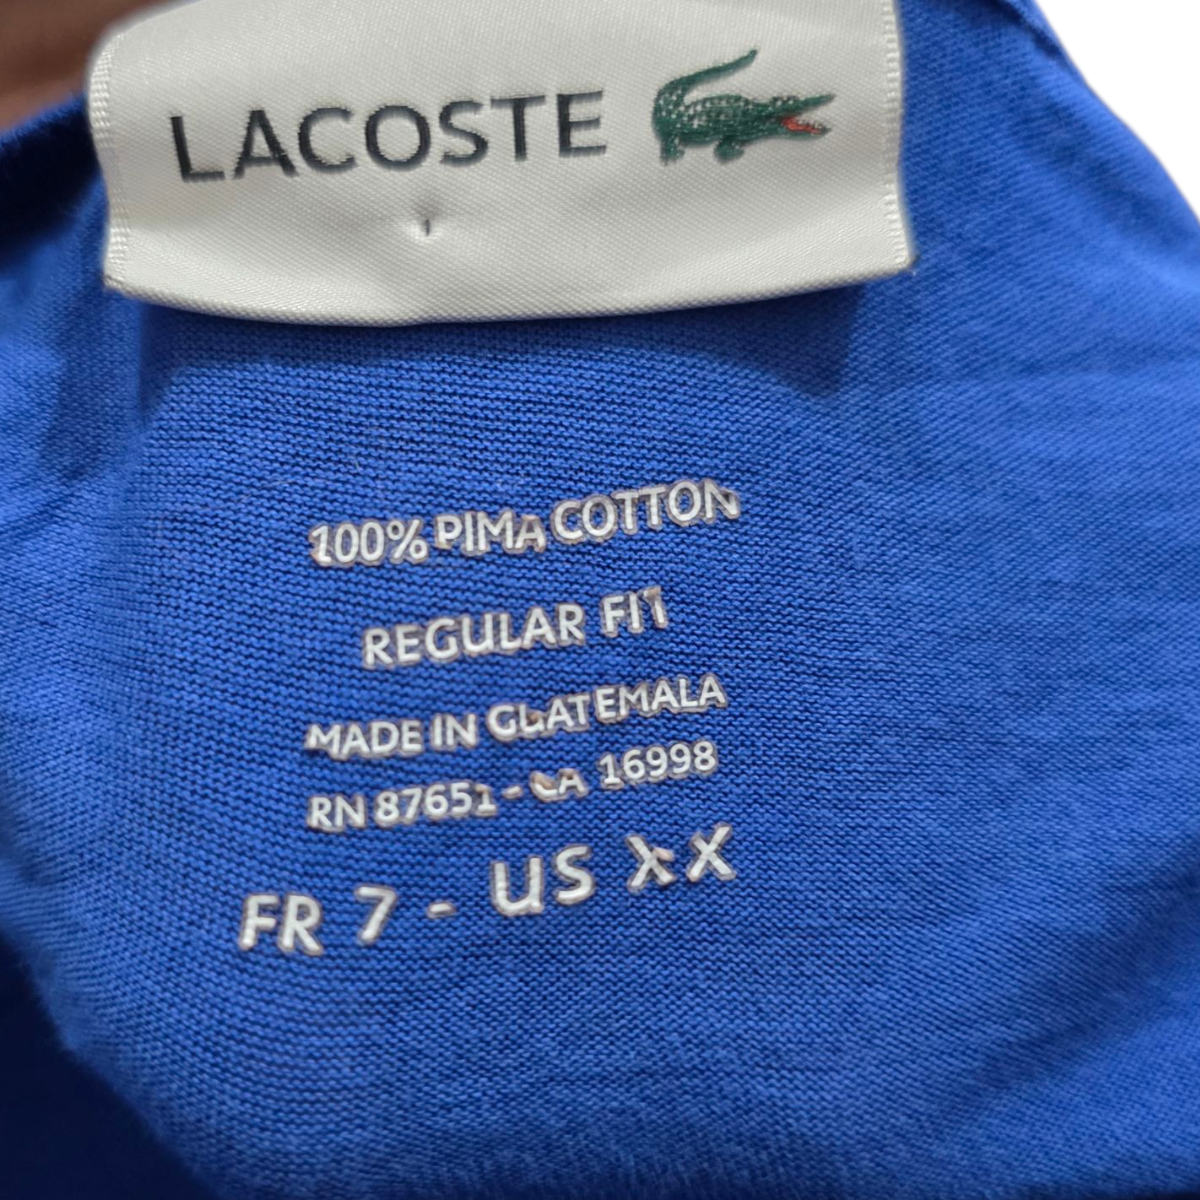 LACOSTE
100% PIMA COTTON
REGULAR FIT
MADE IN GUATEMALA
RN 87651 - CA 16998
FR 7 - US XX